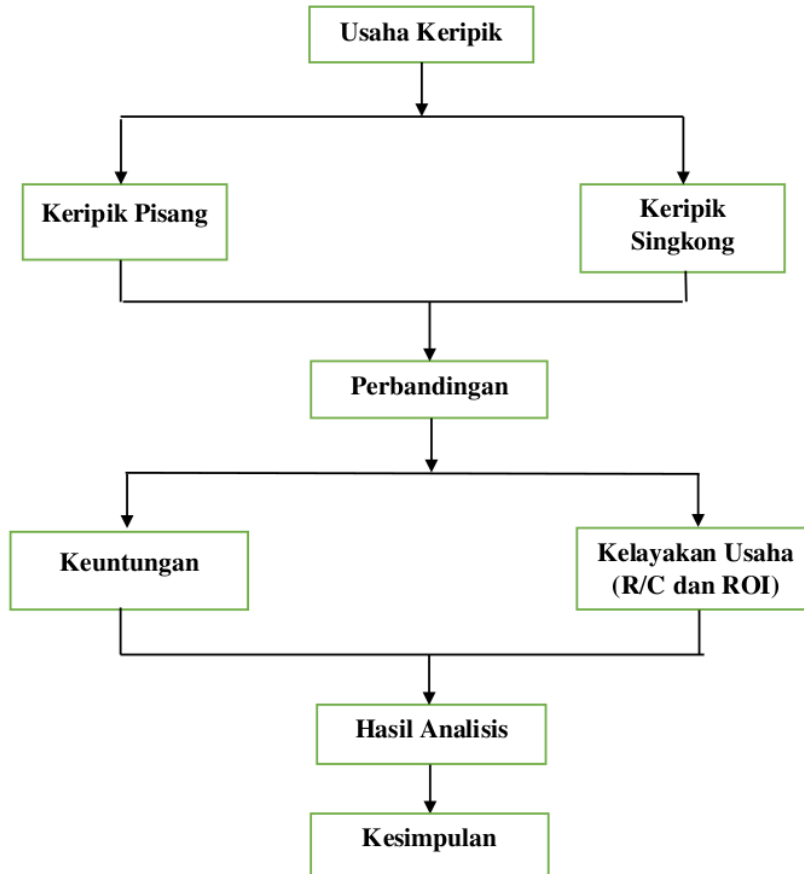 Usaha Keripik
Keripik Pisang
Keripik
Singkong
Perbandingan
Keuntungan
Kelayakan Usaha
(R/C dan ROI)
Hasil Analisis
Kesimpulan